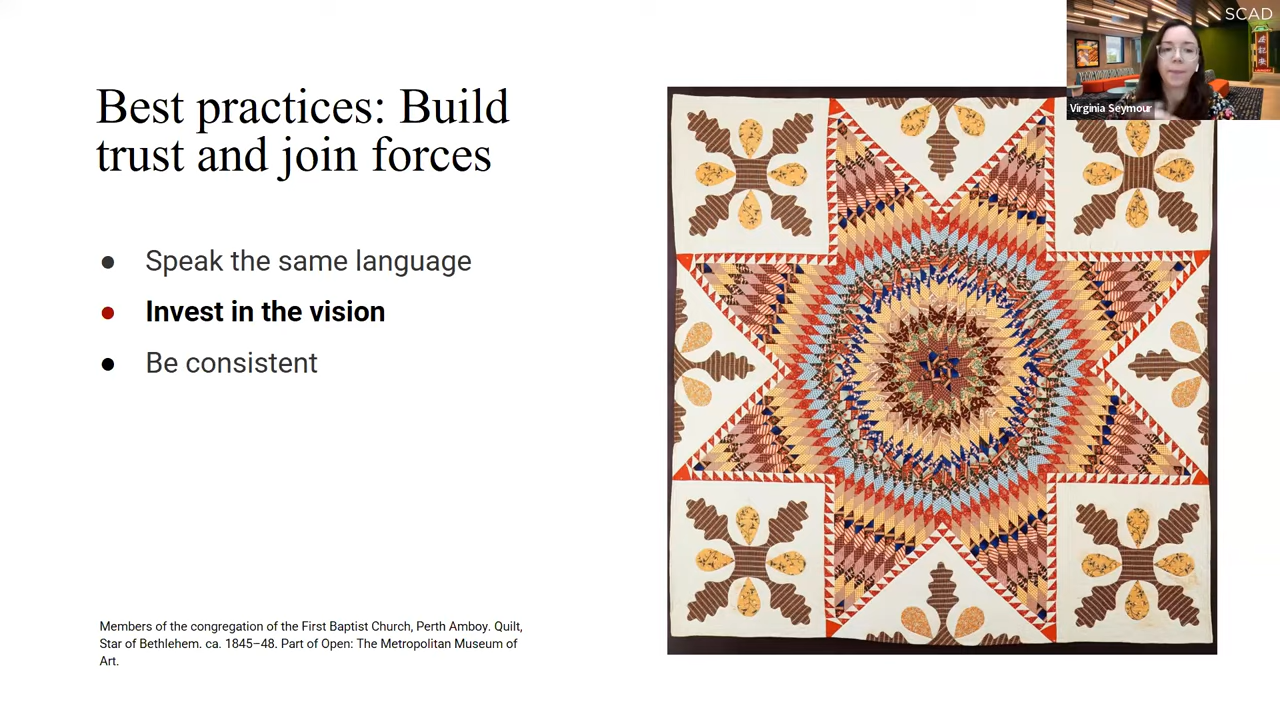 SCAD
Virginia Seymour
Best practices: Build
trust and join forces
● Speak the same language
● Invest in the vision
● Be consistent
Members of the congregation of the First Baptist Church, Perth Amboy. Quilt,
Star of Bethlehem. ca. 1845–48. Part of Open: The Metropolitan Museum of
Art.